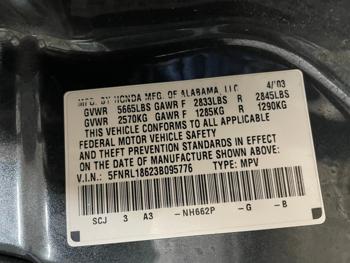 MFG. BY HONDA MFG. OF ALABAMA, LLC 4/'03
GVWR 5665LBS GAWR F 2833LBS R 2845LBS
GVWR 2570KG GAWR F 1285KG R 1290KG
THIS VEHICLE CONFORMS TO ALL APPLICABLE
FEDERAL MOTOR VEHICLE SAFETY
AND THEFT PREVENTION STANDARDS IN EFFECT
ON THE DATE OF MANUFACTURE SHOWN ABOVE.
V.I.N: 5FNRL18623B095776 TYPE: MPV
SCJ 3 A3 -NH662P -G -B